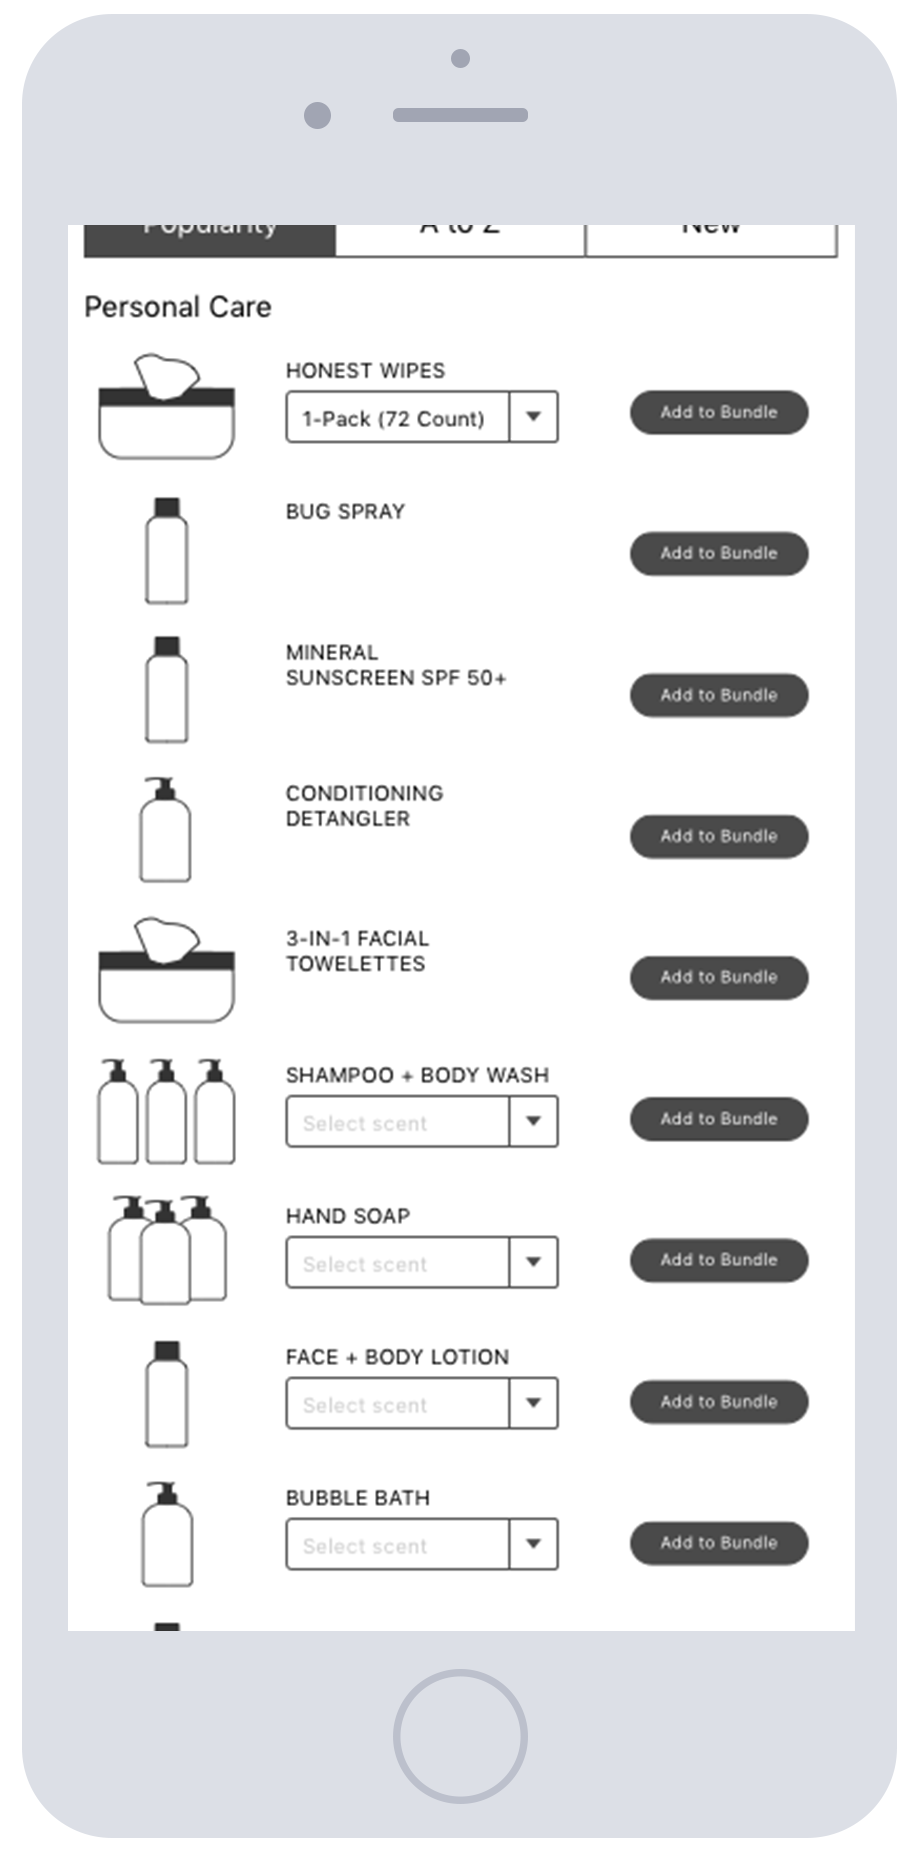 Popularity
A to Z
New
Personal Care
HONEST WIPES
1-Pack (72 Count)
Add to Bundle
BUG SPRAY
Add to Bundle
MINERAL
SUNSCREEN SPF 50+
Add to Bundle
CONDITIONING
DETANGLER
Add to Bundle
3-IN-1 FACIAL
TOWELETTES
Add to Bundle
SHAMPOO + BODY WASH
Select scent
Add to Bundle
HAND SOAP
Select scent
Add to Bundle
FACE + BODY LOTION
Select scent
Add to Bundle
BUBBLE BATH
Select scent
Add to Bundle